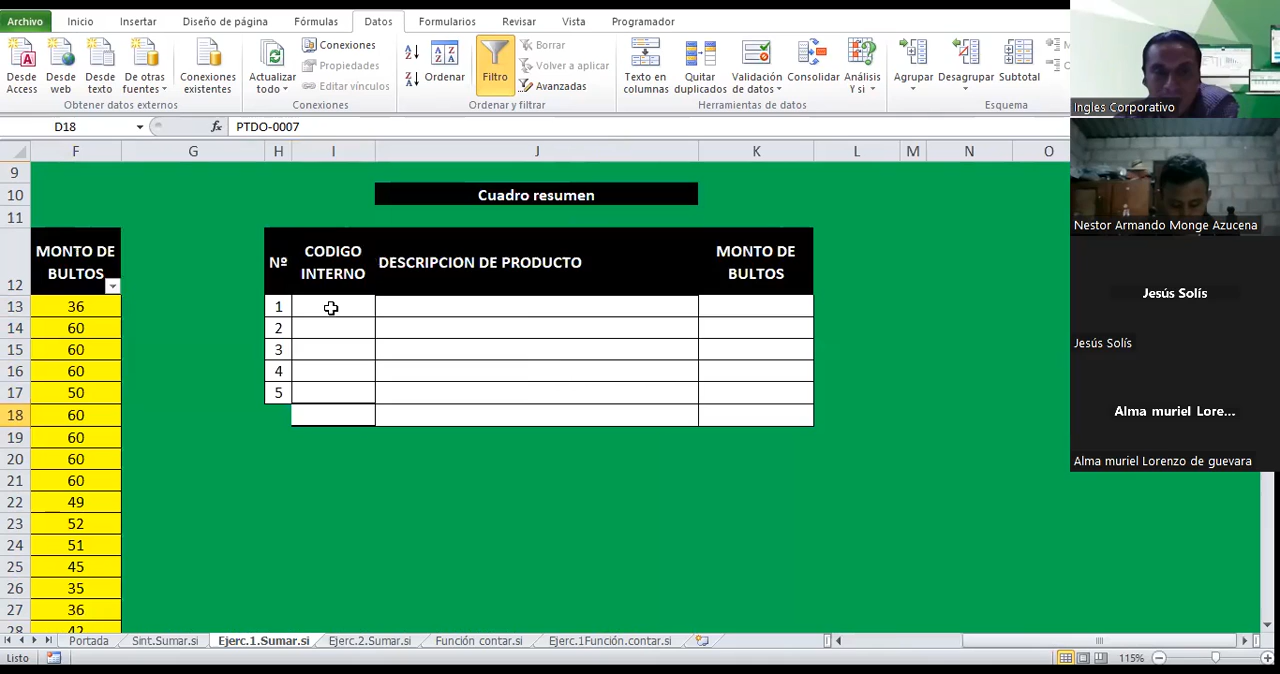 Archivo Inicio Insertar Diseño de página Fórmulas Datos Formularios Revisar Vista Programador
Desde Access Desde web Desde texto De otras fuentes Conexiones existentes Actualizar todo Conexiones Propiedades Editar vínculos Ordenar Filtro Borrar Volver a aplicar Avanzadas Texto en columnas Quitar duplicados Validación de datos Consolidar Análisis Y si Agrupar Desagrupar Subtotal
Obtener datos externos Conexiones Ordenar y filtrar Herramientas de datos Esquema
D18 fx PTDO-0007
F G H I J K L M N O
9
10 Cuadro resumen
11
12 MONTO DE BULTOS Nº CODIGO INTERNO DESCRIPCION DE PRODUCTO MONTO DE BULTOS
13 36 1
14 60 2
15 60 3
16 60 4
17 50 5
18 60
19 60
20 60
21 60
22 49
23 52
24 51
25 45
26 35
27 36
28 42
Portada Sint.Sumar.si Ejerc.1.Sumar.si Ejerc.2.Sumar.si Función contar.si Ejerc.1Función.contar.si
Listo 115%
Ingles Corporativo
Nestor Armando Monge Azucena
Jesús Solís
Jesús Solís
Alma muriel Lore...
Alma muriel Lorenzo de guevara